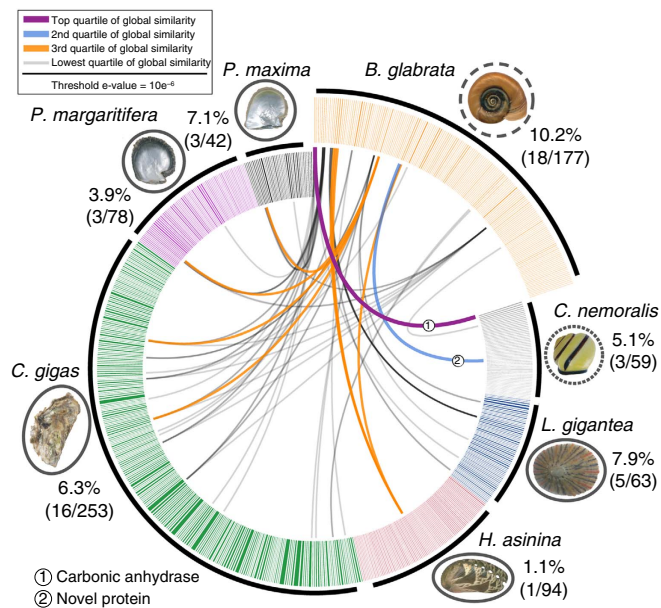 Top quartile of global similarity
2nd quartile of global similarity
3rd quartile of global similarity
Lowest quartile of global similarity
Threshold e-value = 10e⁻⁶
P. maxima
7.1%
(3/42)
B. glabrata
10.2%
(18/177)
P. margaritifera
3.9%
(3/78)
C. nemoralis
5.1%
(3/59)
C. gigas
6.3%
(16/253)
L. gigantea
7.9%
(5/63)
H. asinina
1.1%
(1/94)
1
2
1 Carbonic anhydrase
2 Novel protein